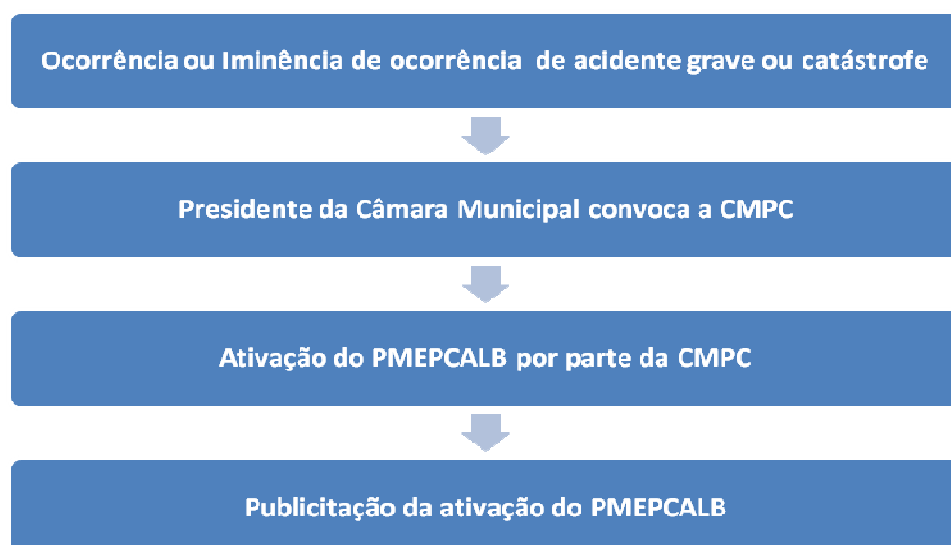 Ocorrência ou Iminência de ocorrência de acidente grave ou catástrofe
Presidente da Câmara Municipal convoca a CMPC
Ativação do PMEPCALB por parte da CMPC
Publicitação da ativação do PMEPCALB